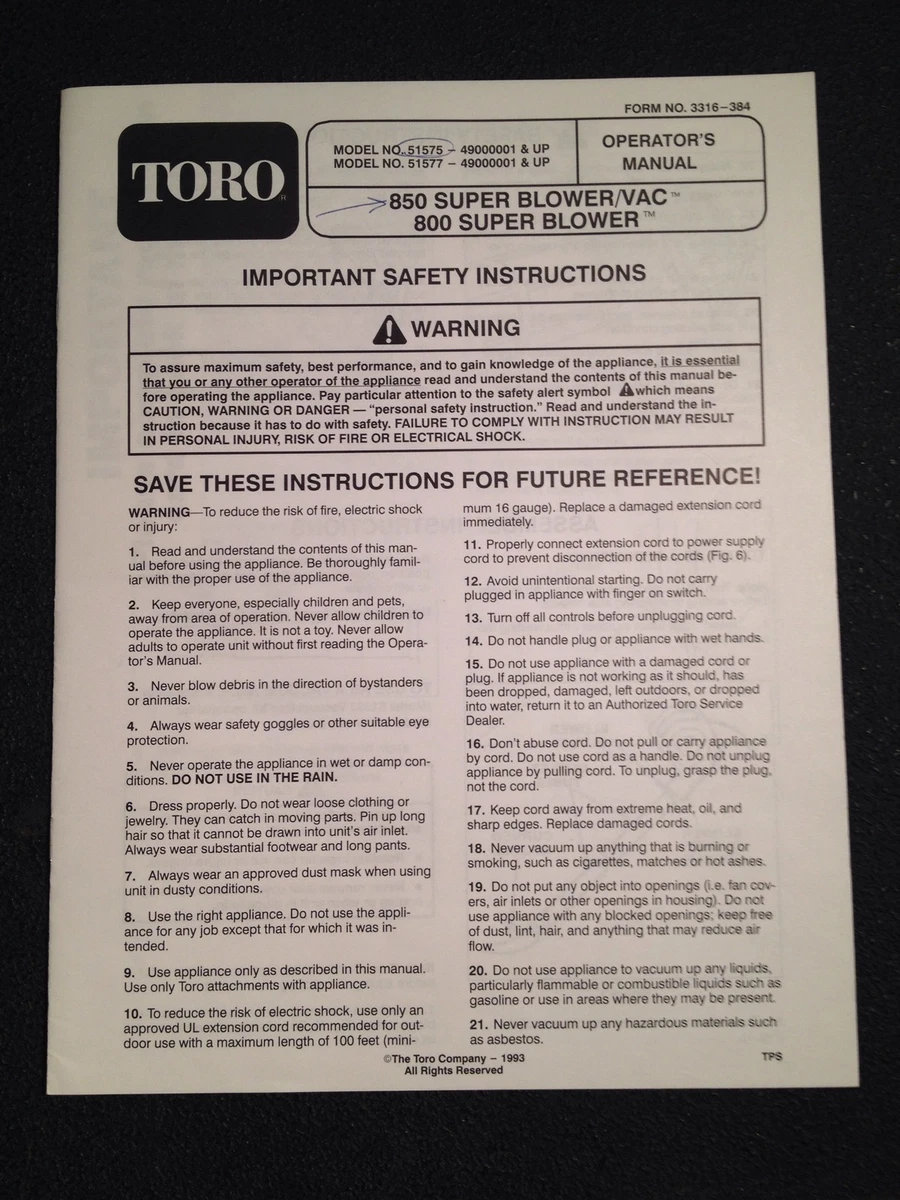 FORM NO. 3316–384
TORO
R
MODEL NO. 51575 – 49000001 & UP
MODEL NO. 51577 – 49000001 & UP
OPERATOR'S
MANUAL
850 SUPER BLOWER/VAC™
800 SUPER BLOWER™
IMPORTANT SAFETY INSTRUCTIONS
WARNING
To assure maximum safety, best performance, and to gain knowledge of the appliance, it is essential
that you or any other operator of the appliance read and understand the contents of this manual be-
fore operating the appliance. Pay particular attention to the safety alert symbol which means
CAUTION, WARNING OR DANGER — “personal safety instruction.” Read and understand the in-
struction because it has to do with safety. FAILURE TO COMPLY WITH INSTRUCTION MAY RESULT
IN PERSONAL INJURY, RISK OF FIRE OR ELECTRICAL SHOCK.
SAVE THESE INSTRUCTIONS FOR FUTURE REFERENCE!
WARNING—To reduce the risk of fire, electric shock
or injury:
1. Read and understand the contents of this man-
ual before using the appliance. Be thoroughly famil-
iar with the proper use of the appliance.
2. Keep everyone, especially children and pets,
away from area of operation. Never allow children to
operate the appliance. It is not a toy. Never allow
adults to operate unit without first reading the Opera-
tor's Manual.
3. Never blow debris in the direction of bystanders
or animals.
4. Always wear safety goggles or other suitable eye
protection.
5. Never operate the appliance in wet or damp con-
ditions. DO NOT USE IN THE RAIN.
6. Dress properly. Do not wear loose clothing or
jewelry. They can catch in moving parts. Pin up long
hair so that it cannot be drawn into unit's air inlet.
Always wear substantial footwear and long pants.
7. Always wear an approved dust mask when using
unit in dusty conditions.
8. Use the right appliance. Do not use the appli-
ance for any job except that for which it was in-
tended.
9. Use appliance only as described in this manual.
Use only Toro attachments with appliance.
10. To reduce the risk of electric shock, use only an
approved UL extension cord recommended for out-
door use with a maximum length of 100 feet (mini-
mum 16 gauge). Replace a damaged extension cord
immediately.
11. Properly connect extension cord to power supply
cord to prevent disconnection of the cords (Fig. 6).
12. Avoid unintentional starting. Do not carry
plugged in appliance with finger on switch.
13. Turn off all controls before unplugging cord.
14. Do not handle plug or appliance with wet hands.
15. Do not use appliance with a damaged cord or
plug. If appliance is not working as it should, has
been dropped, damaged, left outdoors, or dropped
into water, return it to an Authorized Toro Service
Dealer.
16. Don't abuse cord. Do not pull or carry appliance
by cord. Do not use cord as a handle. Do not unplug
appliance by pulling cord. To unplug, grasp the plug,
not the cord.
17. Keep cord away from extreme heat, oil, and
sharp edges. Replace damaged cords.
18. Never vacuum up anything that is burning or
smoking, such as cigarettes, matches or hot ashes.
19. Do not put any object into openings (i.e. fan cov-
ers, air inlets or other openings in housing). Do not
use appliance with any blocked openings; keep free
of dust, lint, hair, and anything that may reduce air
flow.
20. Do not use appliance to vacuum up any liquids,
particularly flammable or combustible liquids such as
gasoline or use in areas where they may be present.
21. Never vacuum up any hazardous materials such
as asbestos.
©The Toro Company – 1993
All Rights Reserved
TPS